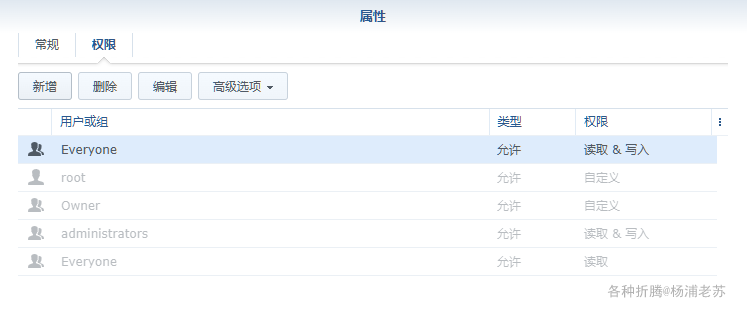 属性
常规 权限
新增 删除 编辑 高级选项
用户或组 类型 权限
Everyone 允许 读取 & 写入
root 允许 自定义
Owner 允许 自定义
administrators 允许 读取 & 写入
Everyone 允许 读取
各种折腾@杨浦老苏